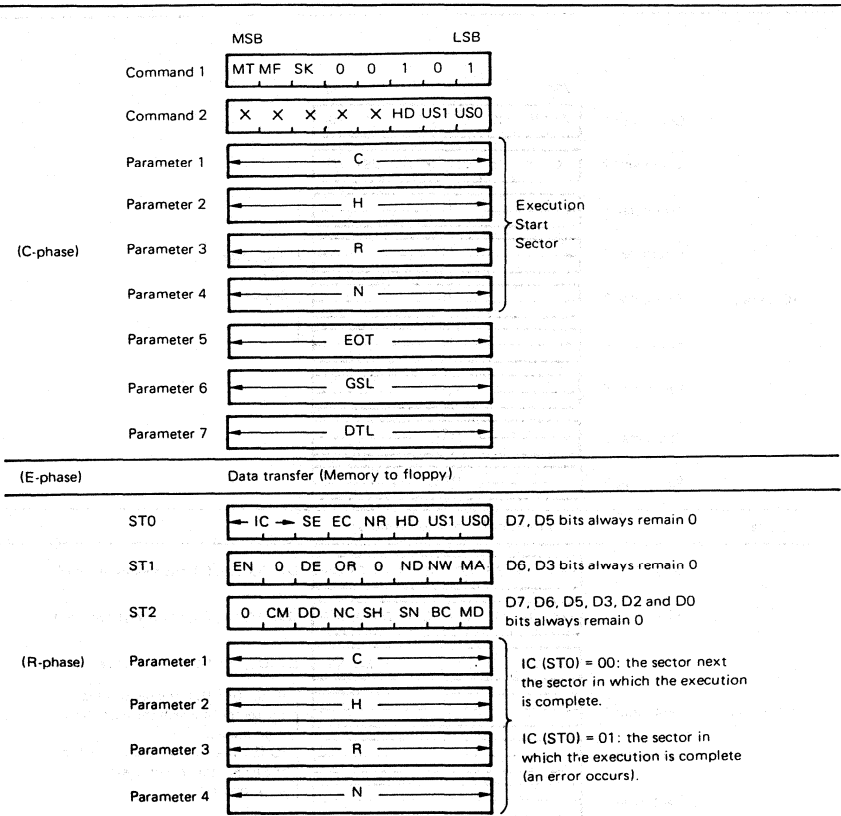 MSB LSB
Command 1 MT MF SK 0 0 1 0 1
Command 2 × × × × × HD US1 US0
Parameter 1 C
Parameter 2 H
Execution
Start
Sector
(C-phase) Parameter 3 R
Parameter 4 N
Parameter 5 EOT
Parameter 6 GSL
Parameter 7 DTL
(E-phase) Data transfer (Memory to floppy)
ST0 IC SE EC NR HD US1 US0 D7, D5 bits always remain 0
ST1 EN 0 DE OR 0 ND NW MA D6, D3 bits always remain 0
ST2 0 CM DD NC SH SN BC MD D7, D6, D5, D3, D2 and D0
bits always remain 0
(R-phase) Parameter 1 C
Parameter 2 H
Parameter 3 R
Parameter 4 N
IC (ST0) = 00: the sector next
the sector in which the execution
is complete.
IC (ST0) = 01: the sector in
which the execution is complete
(an error occurs).